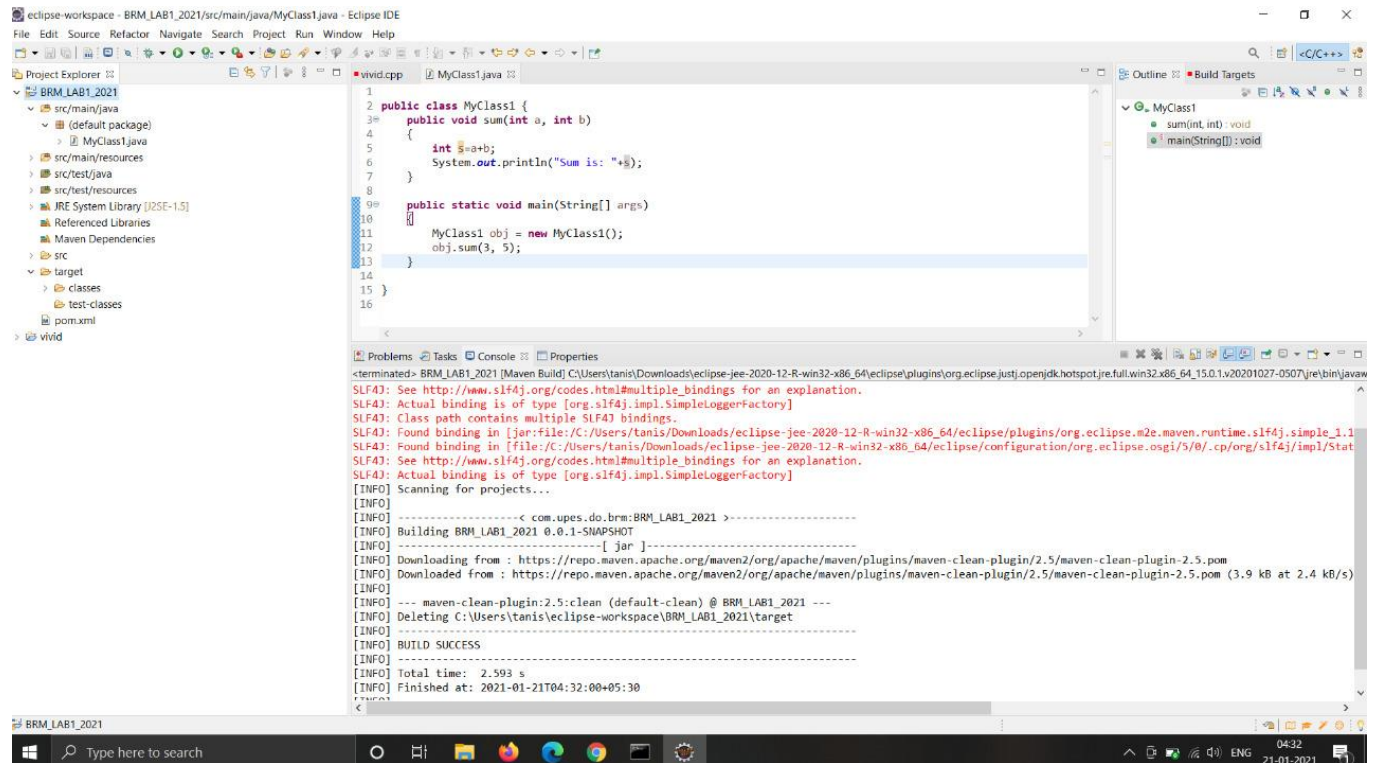 eclipse-workspace - BRM_LAB1_2021/src/main/java/MyClass1.java - Eclipse IDE
File Edit Source Refactor Navigate Search Project Run Window Help
<C/C++>
Project Explorer
BRM_LAB1_2021
src/main/java
(default package)
MyClass1.java
src/main/resources
src/test/java
src/test/resources
JRE System Library [J2SE-1.5]
Referenced Libraries
Maven Dependencies
src
target
classes
test-classes
pom.xml
vivid
vivid.cpp MyClass1.java
1
2 public class MyClass1 {
3 public void sum(int a, int b)
4 {
5 int s=a+b;
6 System.out.println("Sum is: "+s);
7 }
8
9 public static void main(String[] args)
10 {
11 MyClass1 obj = new MyClass1();
12 obj.sum(3, 5);
13 }
14
15 }
16
Outline Build Targets
MyClass1
sum(int, int) : void
main(String[]) : void
Problems Tasks Console Properties
<terminated> BRM_LAB1_2021 [Maven Build] C:\Users\tanis\Downloads\eclipse-jee-2020-12-R-win32-x86_64\eclipse\plugins\org.eclipse.justj.openjdk.hotspot.jre.full.win32.x86_64_15.0.1.v20201027-0507\jre\bin\javaw
SLF4J: See http://www.slf4j.org/codes.html#multiple_bindings for an explanation.
SLF4J: Actual binding is of type [org.slf4j.impl.SimpleLoggerFactory]
SLF4J: Class path contains multiple SLF4J bindings.
SLF4J: Found binding in [jar:file:/C:/Users/tanis/Downloads/eclipse-jee-2020-12-R-win32-x86_64/eclipse/plugins/org.eclipse.m2e.maven.runtime.slf4j.simple_1.1
SLF4J: Found binding in [file:/C:/Users/tanis/Downloads/eclipse-jee-2020-12-R-win32-x86_64/eclipse/configuration/org.eclipse.osgi/5/0/.cp/org/slf4j/impl/Stat
SLF4J: See http://www.slf4j.org/codes.html#multiple_bindings for an explanation.
SLF4J: Actual binding is of type [org.slf4j.impl.SimpleLoggerFactory]
[INFO] Scanning for projects...
[INFO]
[INFO] ------------------< com.upes.do.brm:BRM_LAB1_2021 >-------------------
[INFO] Building BRM_LAB1_2021 0.0.1-SNAPSHOT
[INFO] --------------------------------[ jar ]---------------------------------
[INFO] Downloading from : https://repo.maven.apache.org/maven2/org/apache/maven/plugins/maven-clean-plugin/2.5/maven-clean-plugin-2.5.pom
[INFO] Downloaded from : https://repo.maven.apache.org/maven2/org/apache/maven/plugins/maven-clean-plugin/2.5/maven-clean-plugin-2.5.pom (3.9 kB at 2.4 kB/s)
[INFO]
[INFO] --- maven-clean-plugin:2.5:clean (default-clean) @ BRM_LAB1_2021 ---
[INFO] Deleting C:\Users\tanis\eclipse-workspace\BRM_LAB1_2021\target
[INFO] ------------------------------------------------------------------------
[INFO] BUILD SUCCESS
[INFO] ------------------------------------------------------------------------
[INFO] Total time: 2.593 s
[INFO] Finished at: 2021-01-21T04:32:00+05:30
BRM_LAB1_2021
Type here to search
ENG
04:32
21-01-2021